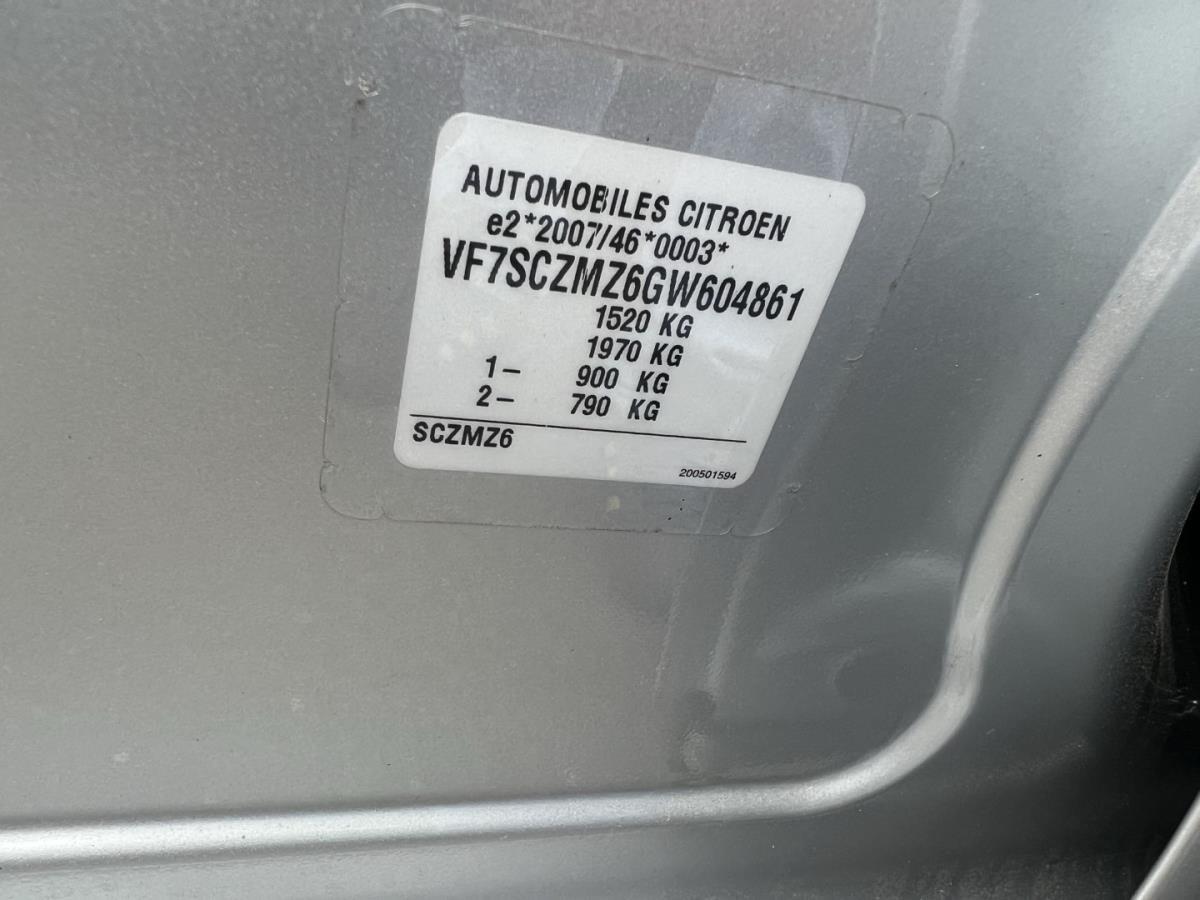 AUTOMOBILES CITROEN
e2*2007/46*0003*
VF7SCZMZ6GW604861
1520 KG
1970 KG
1- 900 KG
2- 790 KG
SCZMZ6
200501594